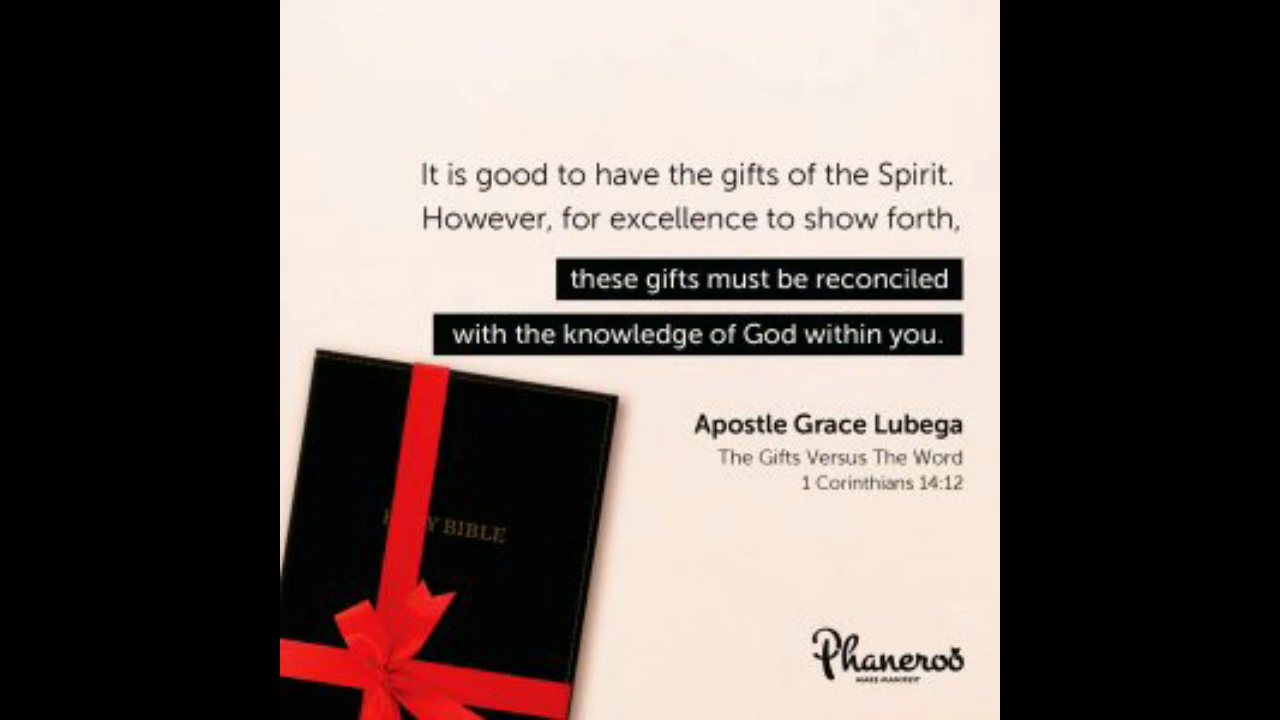 It is good to have the gifts of the Spirit.
However, for excellence to show forth,
these gifts must be reconciled
with the knowledge of God within you.
Apostle Grace Lubega
The Gifts Versus The Word
1 Corinthians 14:12
BIBLE
Phaneroo
MAKE MANIFEST